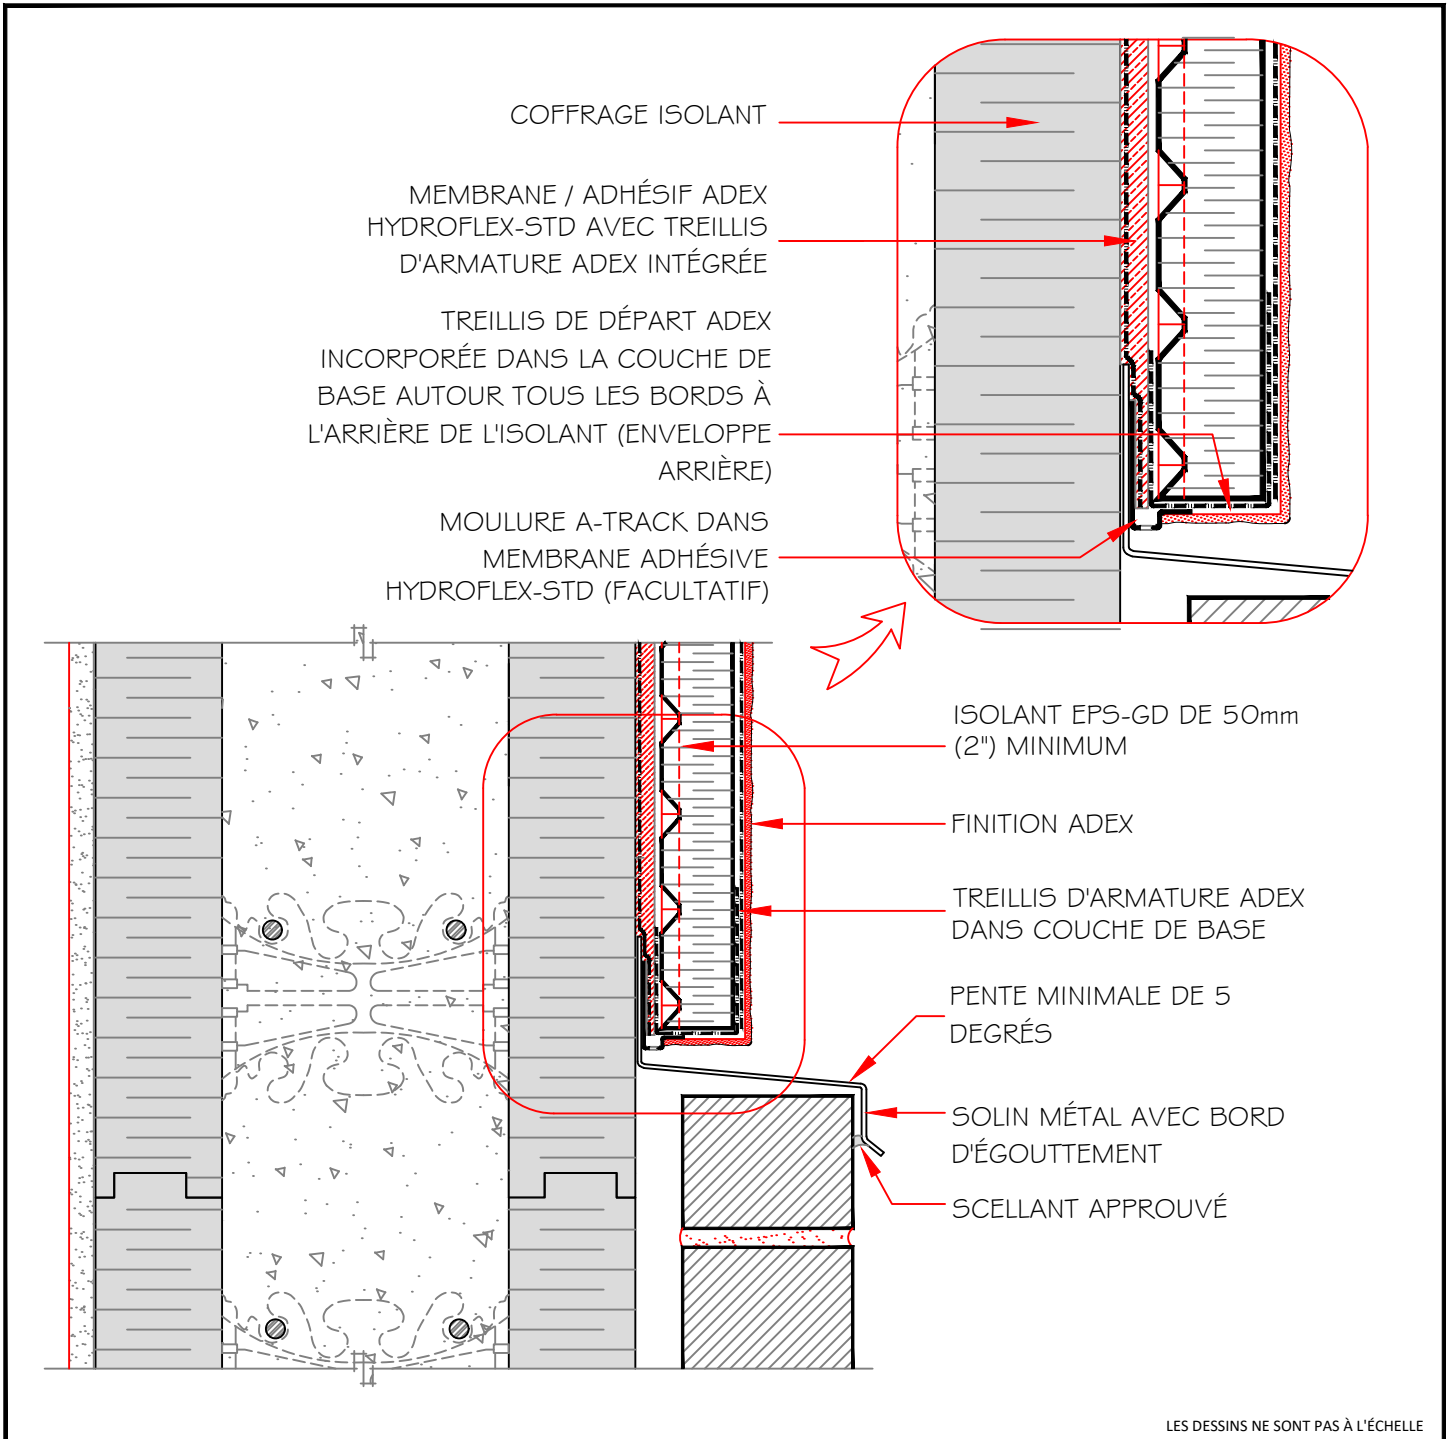 COFFRAGE ISOLANT
MEMBRANE / ADHÉSIF ADEX
HYDROFLEX-STD AVEC TREILLIS
D'ARMATURE ADEX INTÉGRÉE
TREILLIS DE DÉPART ADEX
INCORPORÉE DANS LA COUCHE DE
BASE AUTOUR TOUS LES BORDS À
L'ARRIÈRE DE L'ISOLANT (ENVELOPPE
ARRIÈRE)
MOULURE A-TRACK DANS
MEMBRANE ADHÉSIVE
HYDROFLEX-STD (FACULTATIF)
ISOLANT EPS-GD DE 50mm
(2") MINIMUM
FINITION ADEX
TREILLIS D'ARMATURE ADEX
DANS COUCHE DE BASE
PENTE MINIMALE DE 5
DEGRÉS
SOLIN MÉTAL AVEC BORD
D'ÉGOUTTEMENT
SCELLANT APPROUVÉ
LES DESSINS NE SONT PAS À L'ÉCHELLE